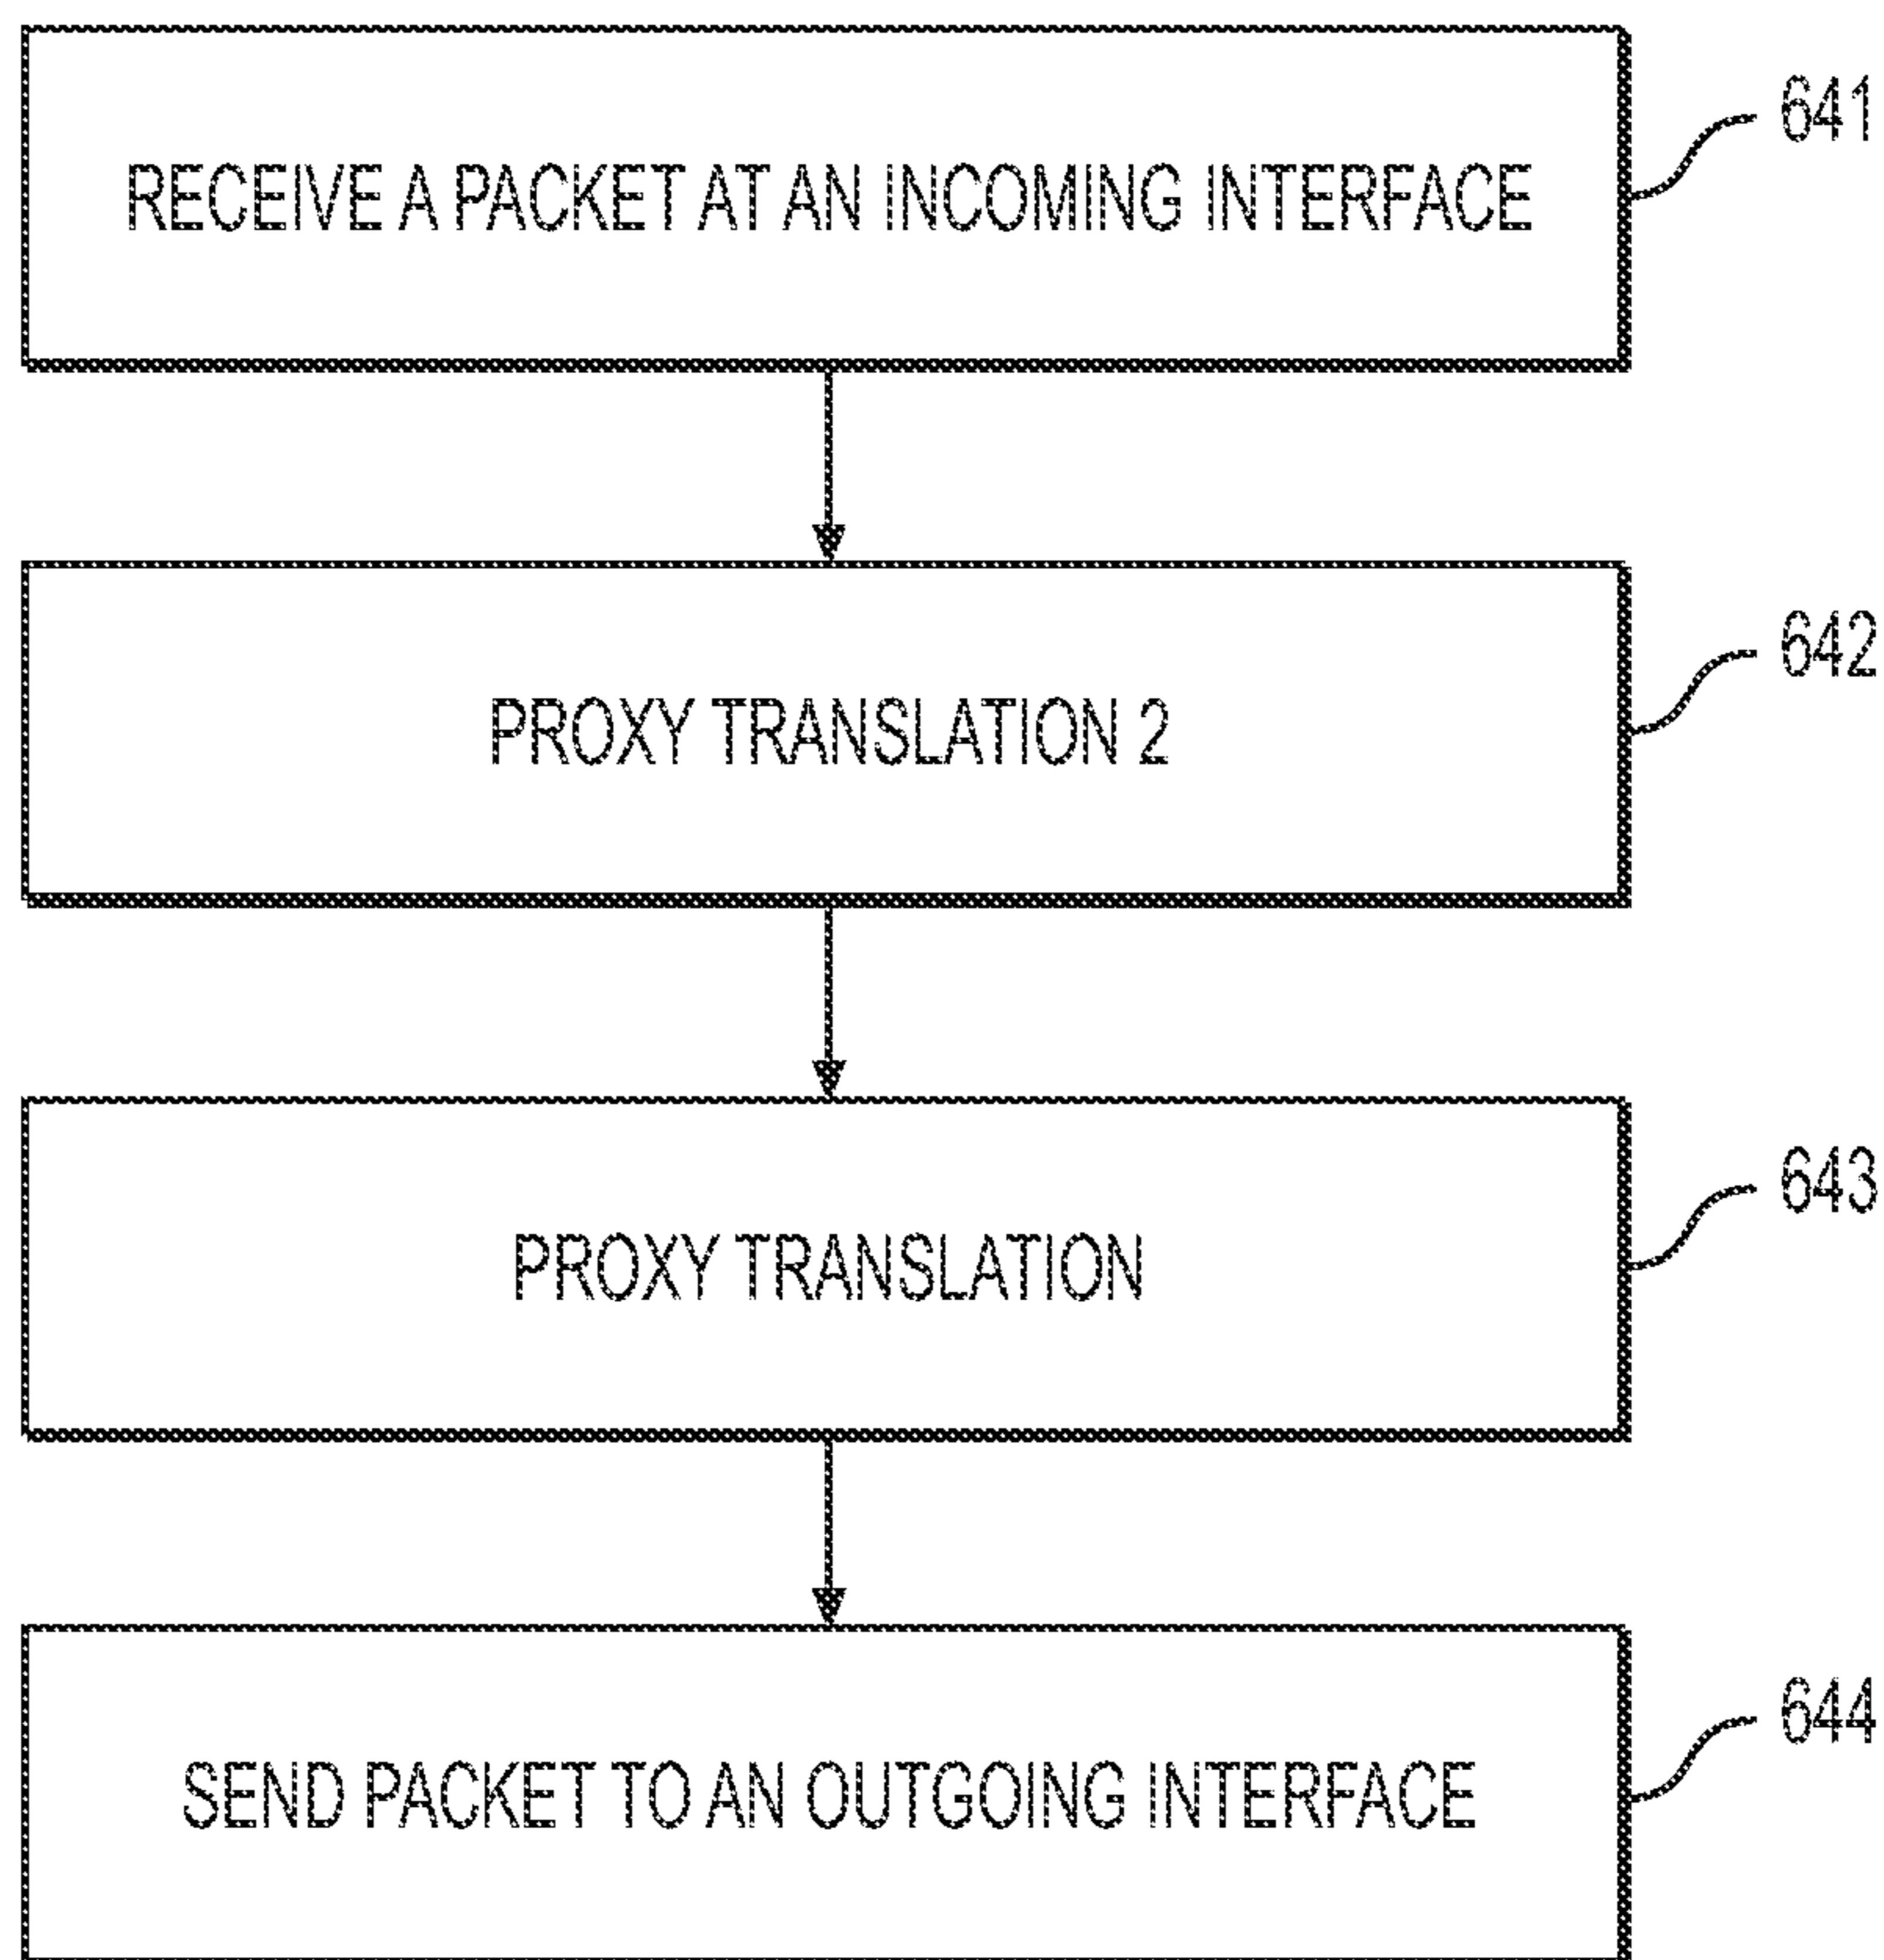 RECEIVE A PACKET AT AN INCOMING INTERFACE
641
PROXY TRANSLATION 2
642
PROXY TRANSLATION
643
SEND PACKET TO AN OUTGOING INTERFACE
644